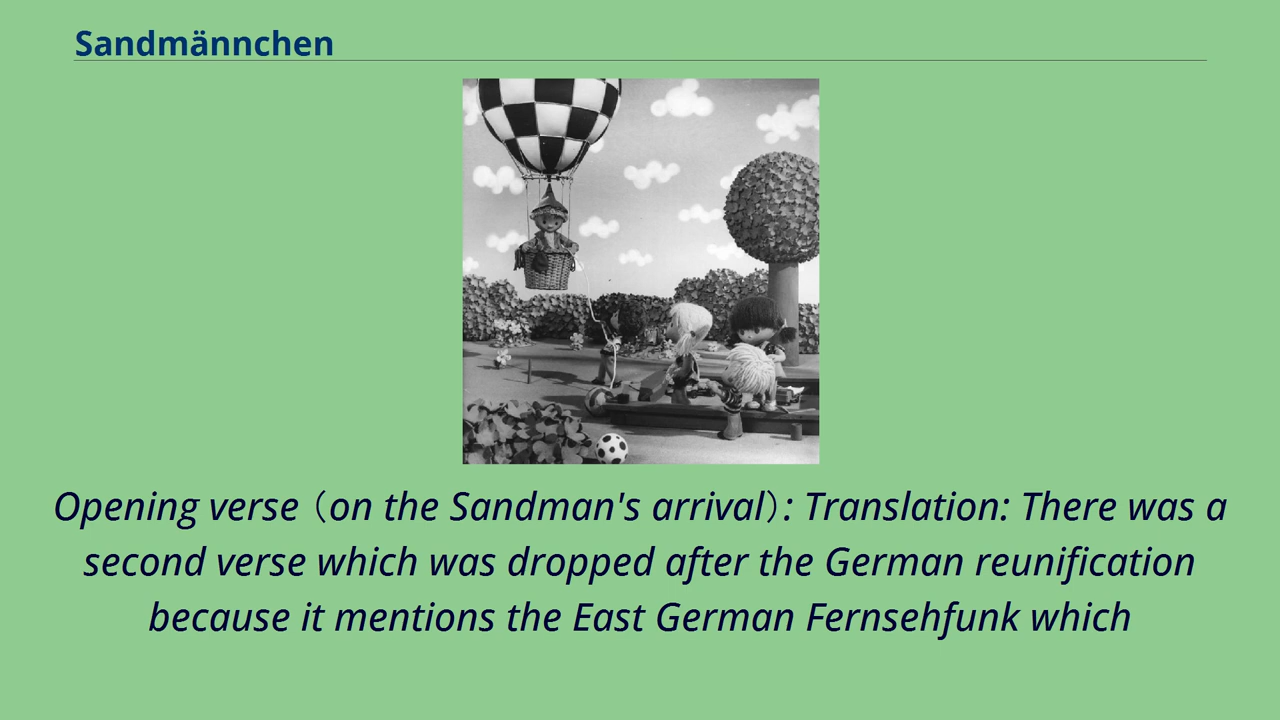 Sandmännchen
Opening verse（on the Sandman's arrival）: Translation: There was a
second verse which was dropped after the German reunification
because it mentions the East German Fernsehfunk which